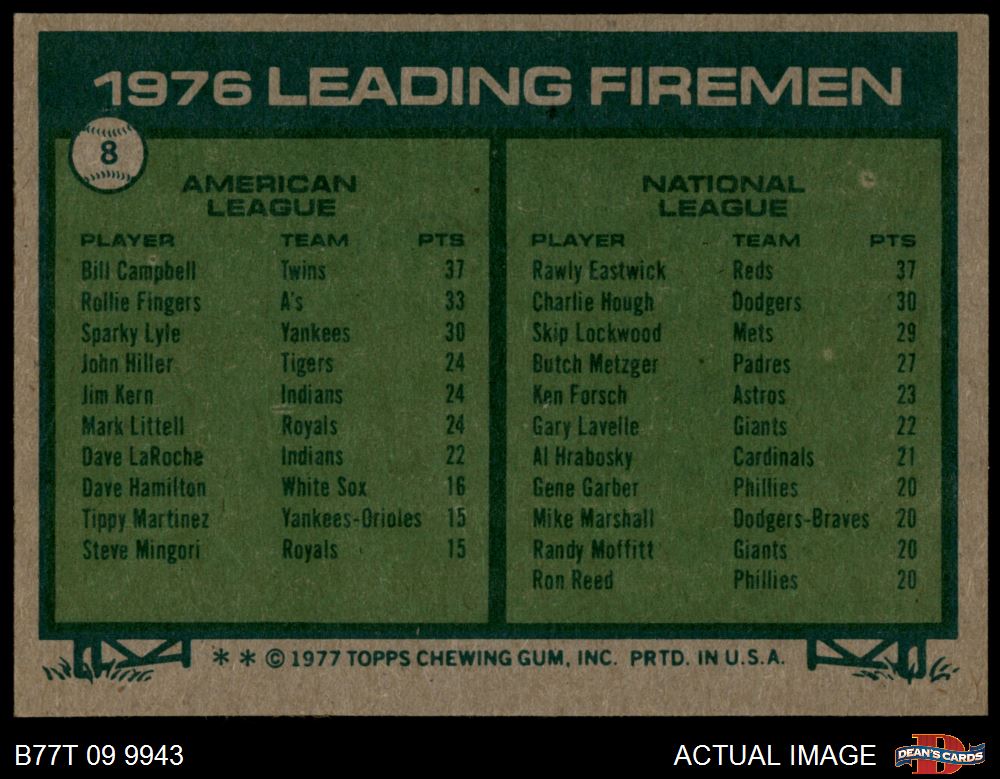 1976 LEADING FIREMEN
8
AMERICAN
LEAGUE
PLAYER TEAM PTS
Bill Campbell Twins 37
Rollie Fingers A's 33
Sparky Lyle Yankees 30
John Hiller Tigers 24
Jim Kern Indians 24
Mark Littell Royals 24
Dave LaRoche Indians 22
Dave Hamilton White Sox 16
Tippy Martinez Yankees-Orioles 15
Steve Mingori Royals 15
NATIONAL
LEAGUE
PLAYER TEAM PTS
Rawly Eastwick Reds 37
Charlie Hough Dodgers 30
Skip Lockwood Mets 29
Butch Metzger Padres 27
Ken Forsch Astros 23
Gary Lavelle Giants 22
Al Hrabosky Cardinals 21
Gene Garber Phillies 20
Mike Marshall Dodgers-Braves 20
Randy Moffitt Giants 20
Ron Reed Phillies 20
* * © 1977 TOPPS CHEWING GUM, INC. PRTD. IN U.S.A.
B77T 09 9943 ACTUAL IMAGE
D
DEAN'S CARDS